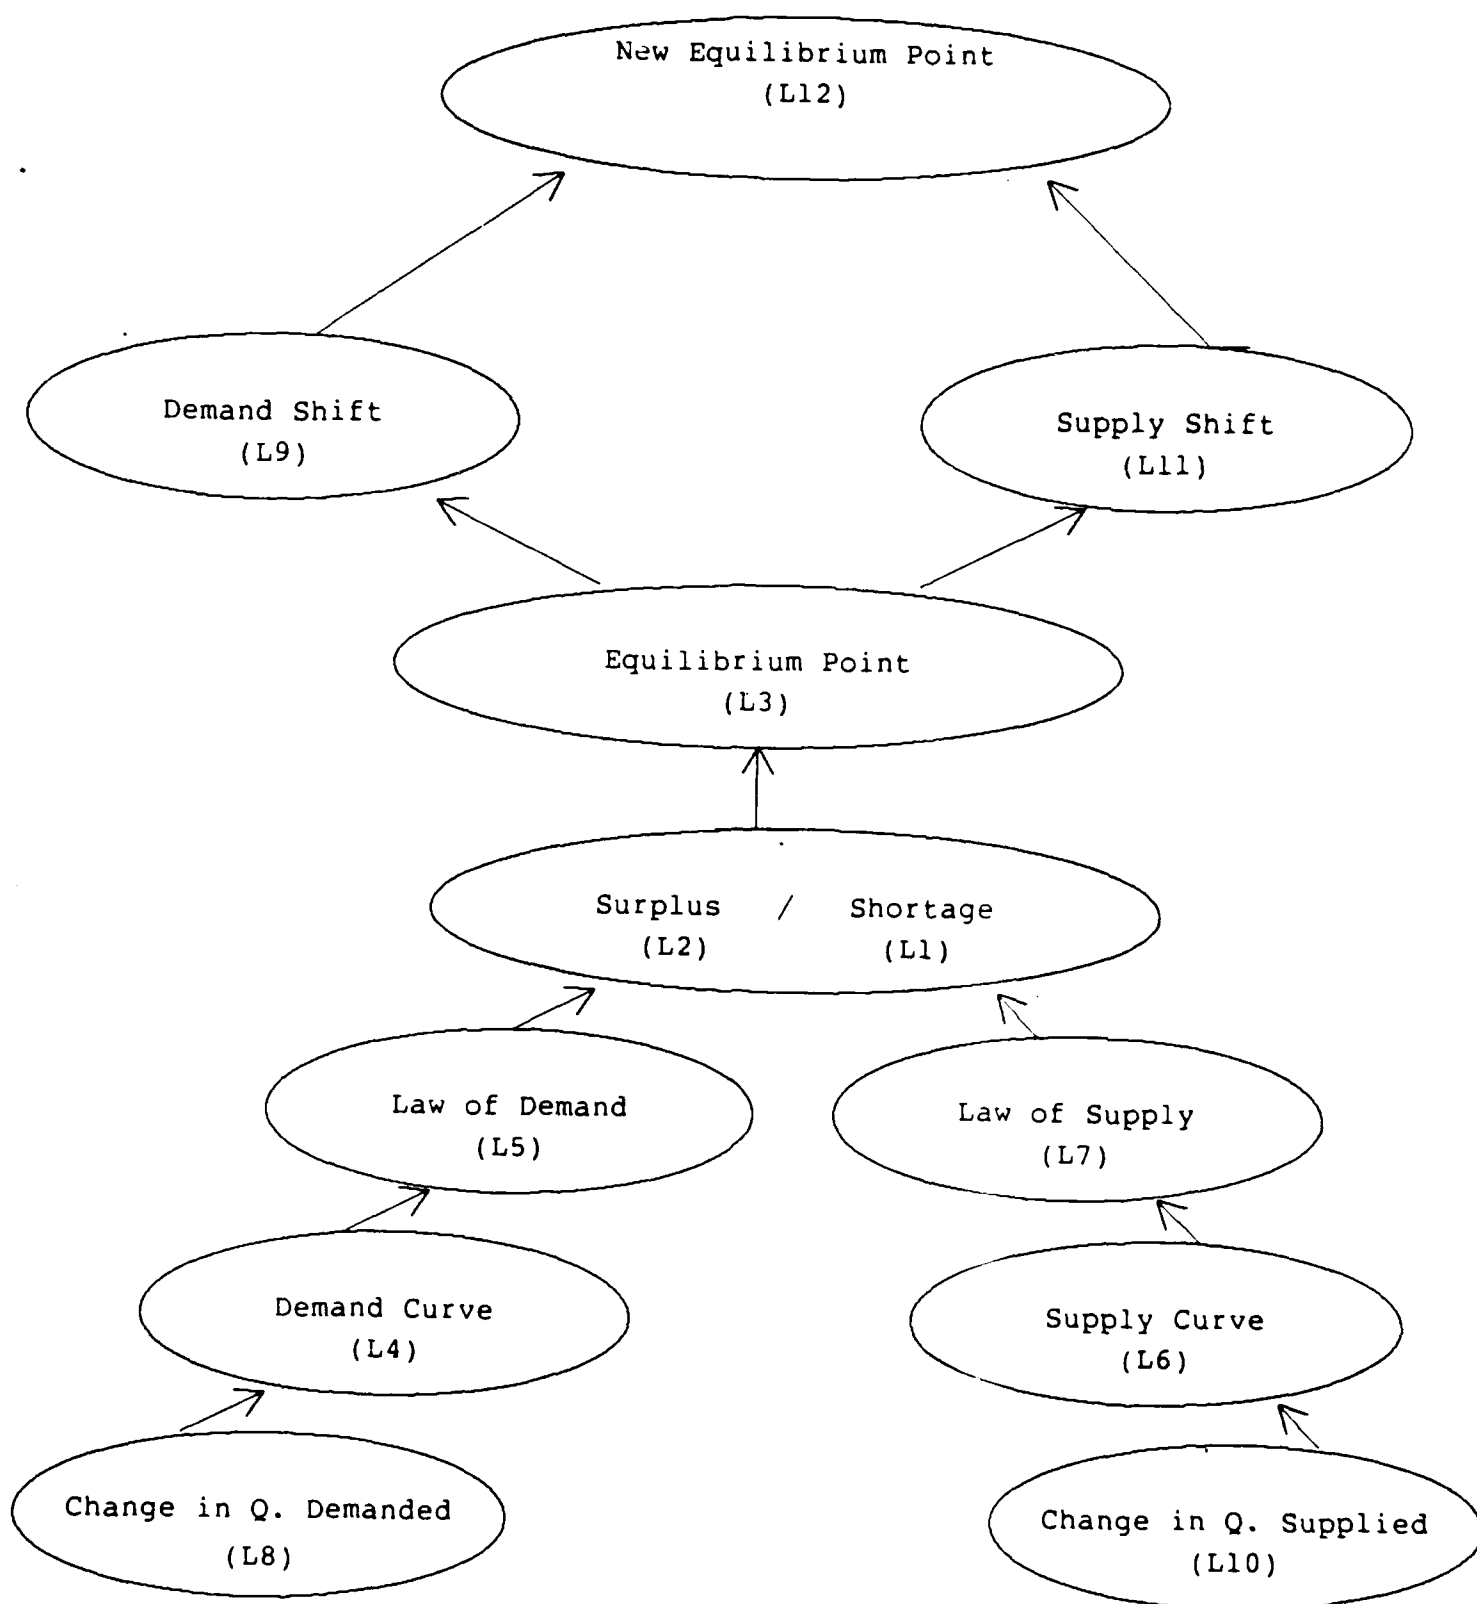 New Equilibrium Point
(L12)
Demand Shift
(L9)
Supply Shift
(L11)
Equilibrium Point
(L3)
Surplus / Shortage
(L2) (L1)
Law of Demand
(L5)
Law of Supply
(L7)
Demand Curve
(L4)
Supply Curve
(L6)
Change in Q. Demanded
(L8)
Change in Q. Supplied
(L10)